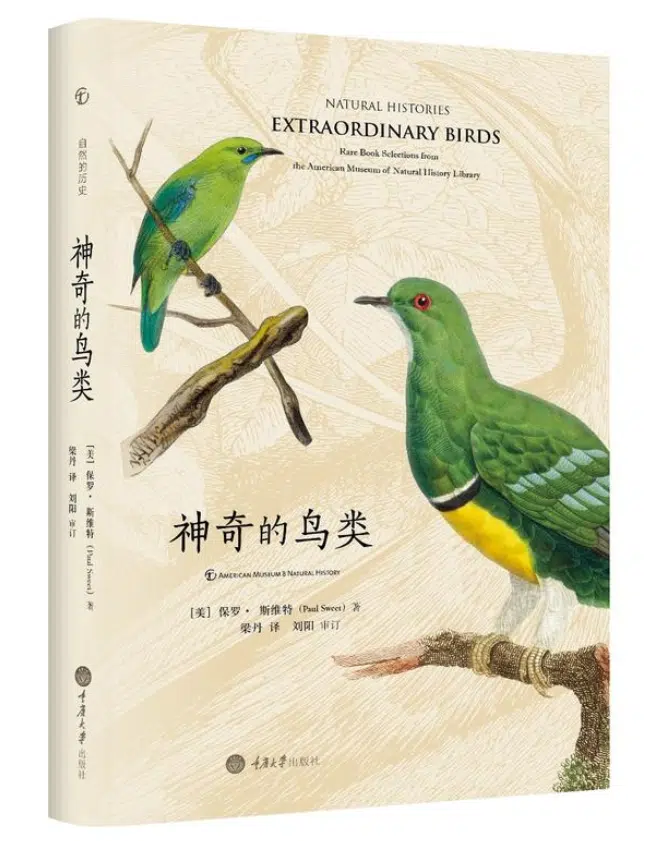 自然的历史
神奇的鸟类
[美] 保罗·斯维特 (Paul Sweet) 著
梁丹 译 刘阳 审订
重庆大学出版社
NATURAL HISTORIES
EXTRAORDINARY BIRDS
Rare Book Selections from
the American Museum of Natural History Library
神奇的鸟类
AMERICAN MUSEUM & NATURAL HISTORY
[美] 保罗·斯维特 (Paul Sweet) 著
梁丹 译 刘阳 审订
重庆大学出版社